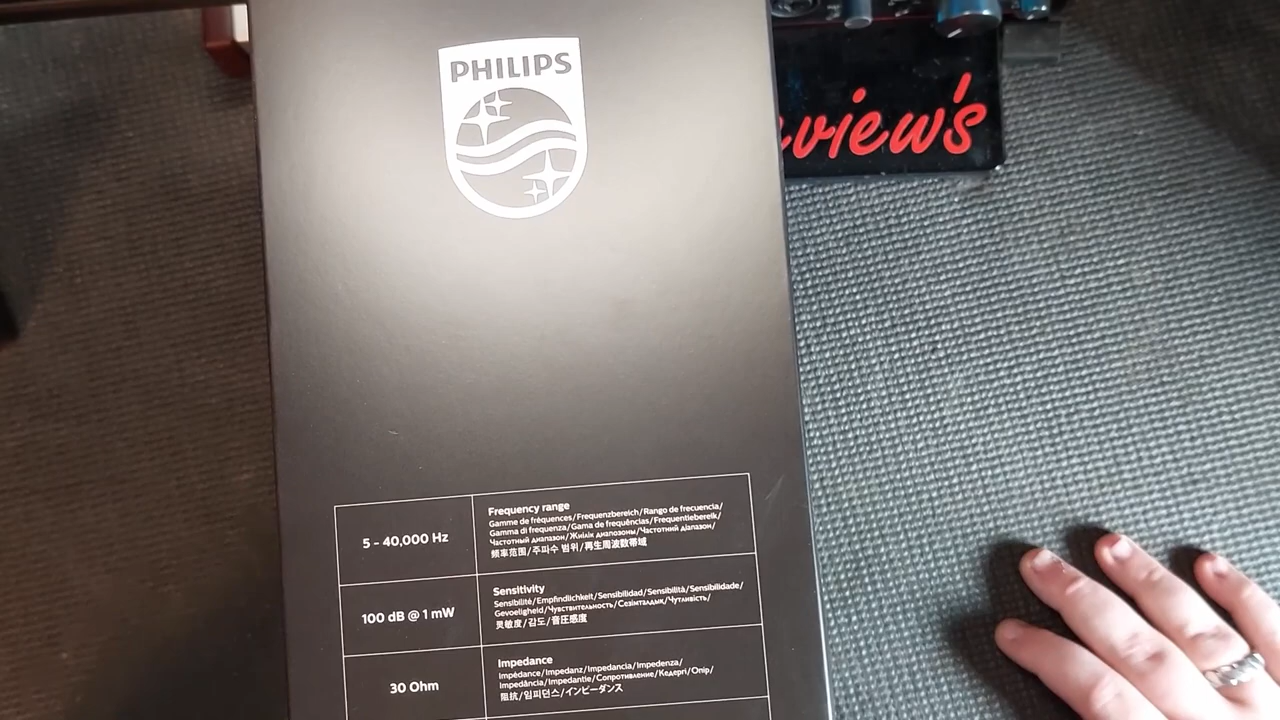 PHILIPS
view's
5 - 40,000 Hz
Frequency range
Gamme de fréquences/Frequenzbereich/Rango de frecuencia/
Gamma di frequenza/Gama de frequências/Frequentiebereik/
Частотный диапазон/Жиілік диапозоны/Частотний діапазон/
频率范围/주파수 범위/再生周波数帯域
100 dB @ 1 mW
Sensitivity
Sensibilité/Empfindlichkeit/Sensibilidad/Sensibilità/Sensibilidade/
Gevoeligheid/Чувствительность/Сезімталдық/Чутливість/
灵敏度/감도/音圧感度
30 Ohm
Impedance
Impédance/Impedanz/Impedancia/Impedenza/
Impedância/Impedantie/Сопротивление/Кедергі/Опір/
阻抗/임피던스/インピーダンス